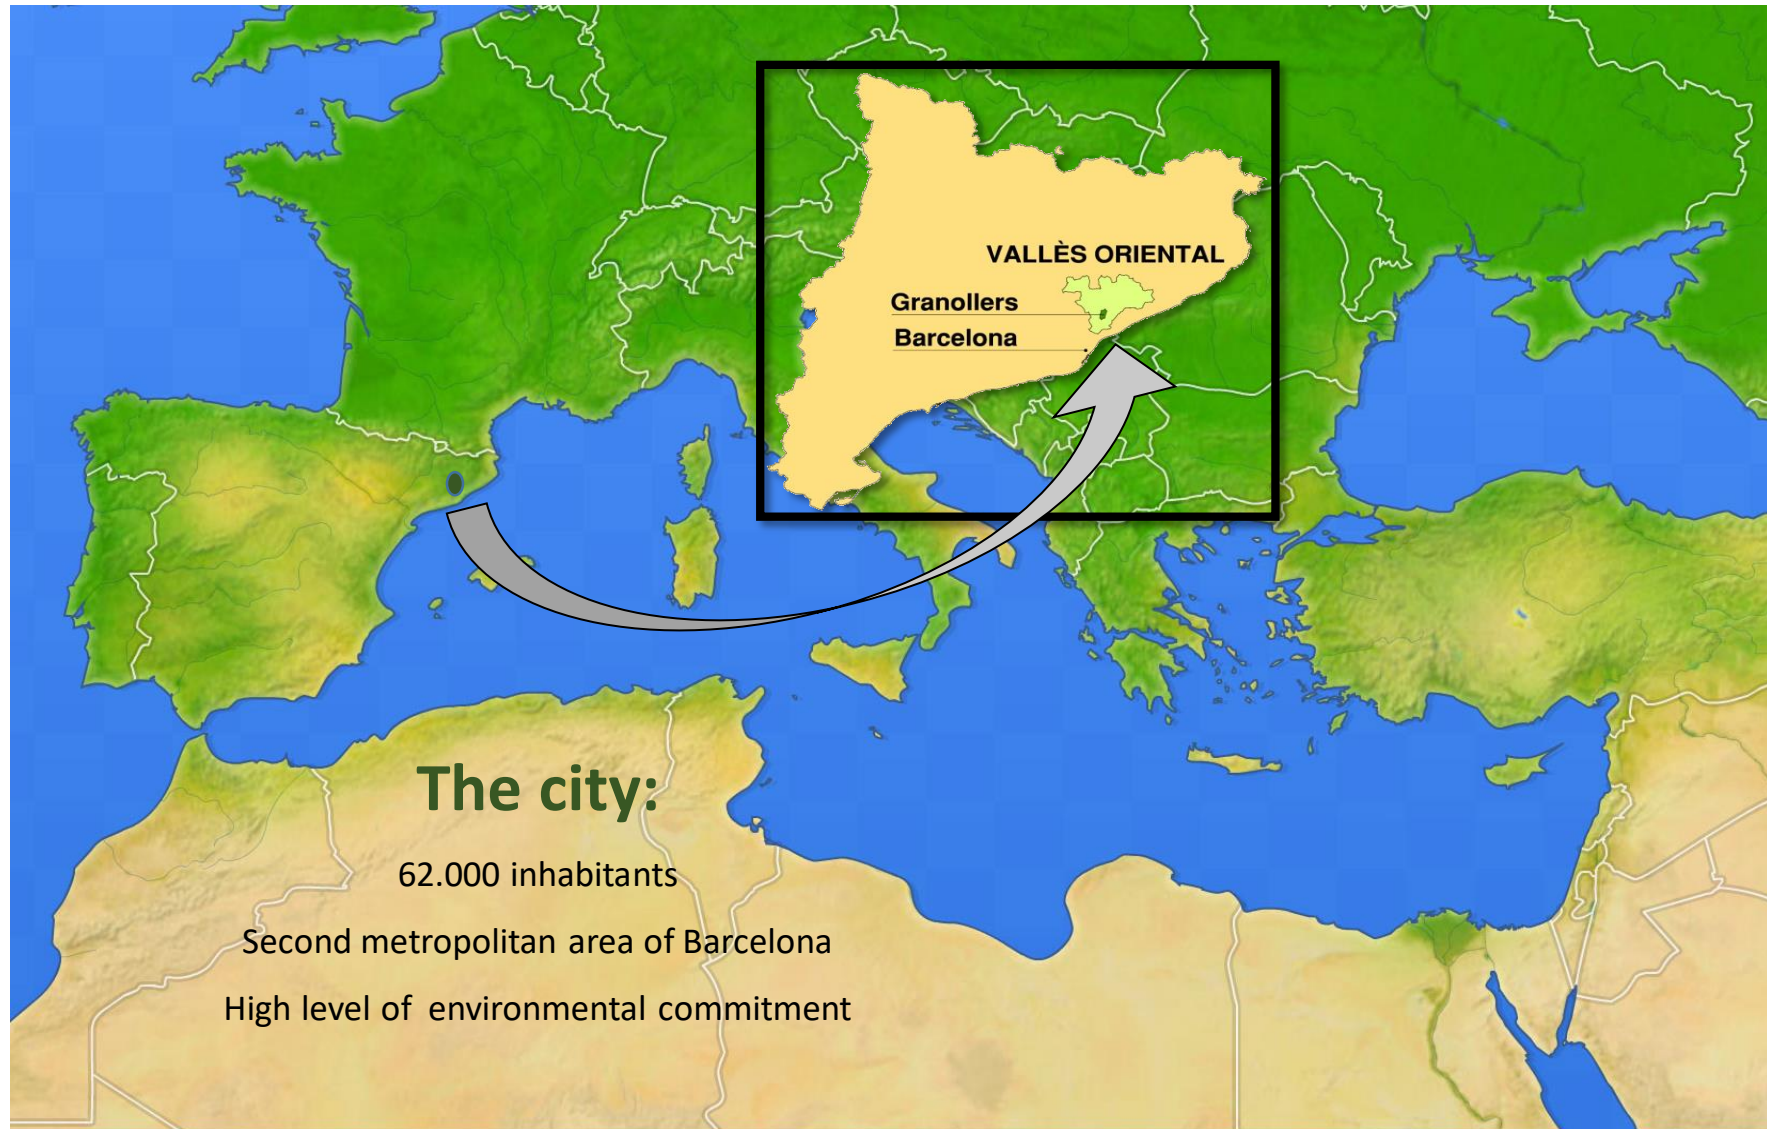 VALLÈS ORIENTAL
Granollers
Barcelona
The city:
62.000 inhabitants
Second metropolitan area of Barcelona
High level of environmental commitment